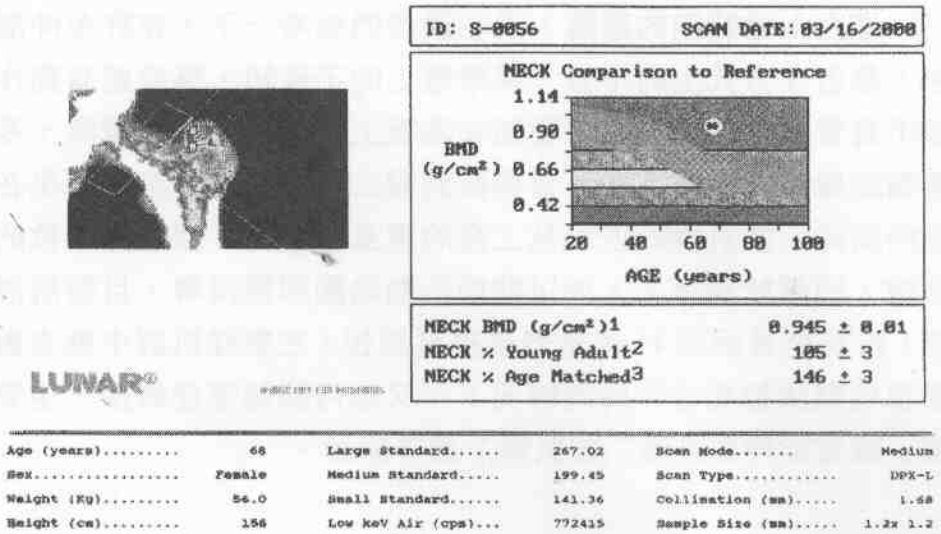 ID: S-0056 SCAN DATE: 03/16/2000
NECK Comparison to Reference
1.14
0.90
BMD
(g/cm²) 0.66
0.42
20 40 60 80 100
AGE (years)
NECK BMD (g/cm²)1 0.945 ± 0.01
NECK % Young Adult2 105 ± 3
NECK % Age Matched3 146 ± 3
LUNAR®
Age (years)......... 68 Large Standard...... 267.02 Scan Mode........... Medium
Sex................. Female Medium Standard..... 199.45 Scan Type........... DPX-L
Weight (Kg)......... 56.0 Small Standard...... 141.36 Collimation (mm).... 1.68
Height (cm)......... 156 Low keV Air (cps)... 772415 Sample Size (mm)..... 1.2x 1.2